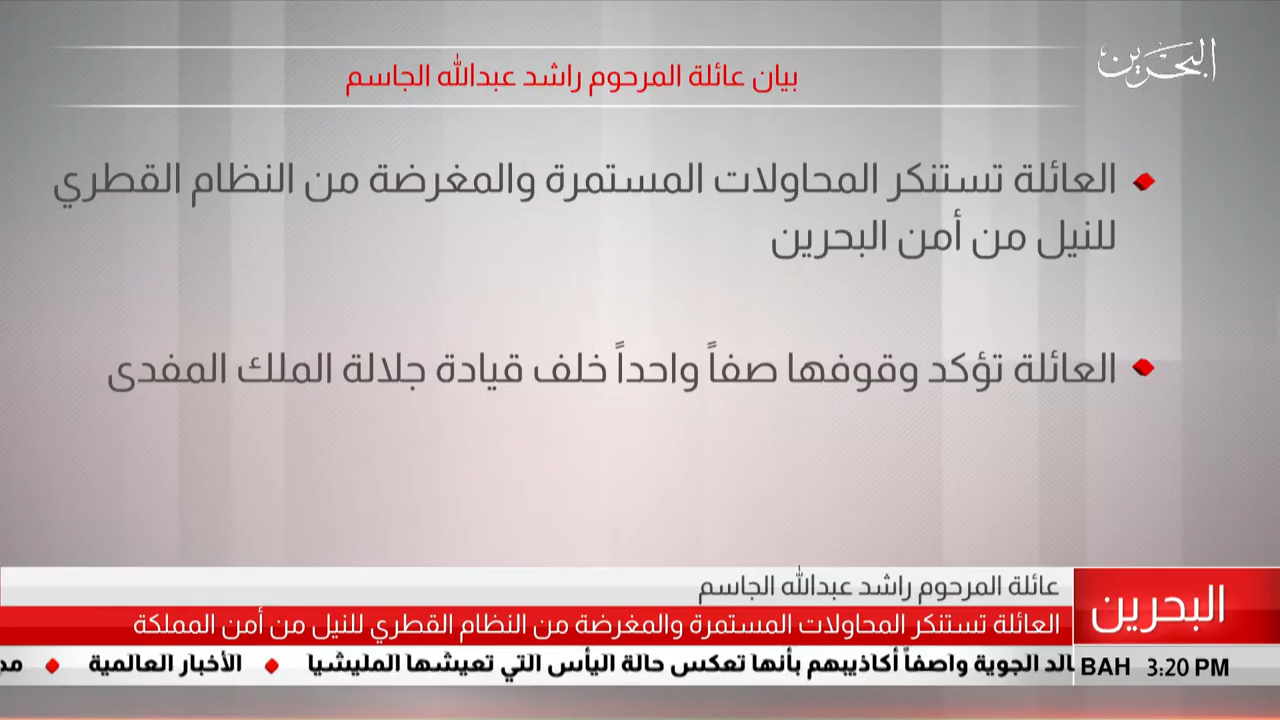 البحرين
بيان عائلة المرحوم راشد عبدالله الجاسم
العائلة تستنكر المحاولات المستمرة والمغرضة من النظام القطري
للنيل من أمن البحرين
العائلة تؤكد وقوفها صفاً واحداً خلف قيادة جلالة الملك المفدى
عائلة المرحوم راشد عبدالله الجاسم
البحرين
العائلة تستنكر المحاولات المستمرة والمغرضة من النظام القطري للنيل من أمن المملكة
BAH 3:20 PM
الجوية واصفاً أكاذيبهم بأنها تعكس حالة اليأس التي تعيشها المليشيا ♦ الأخبار العالمية ♦